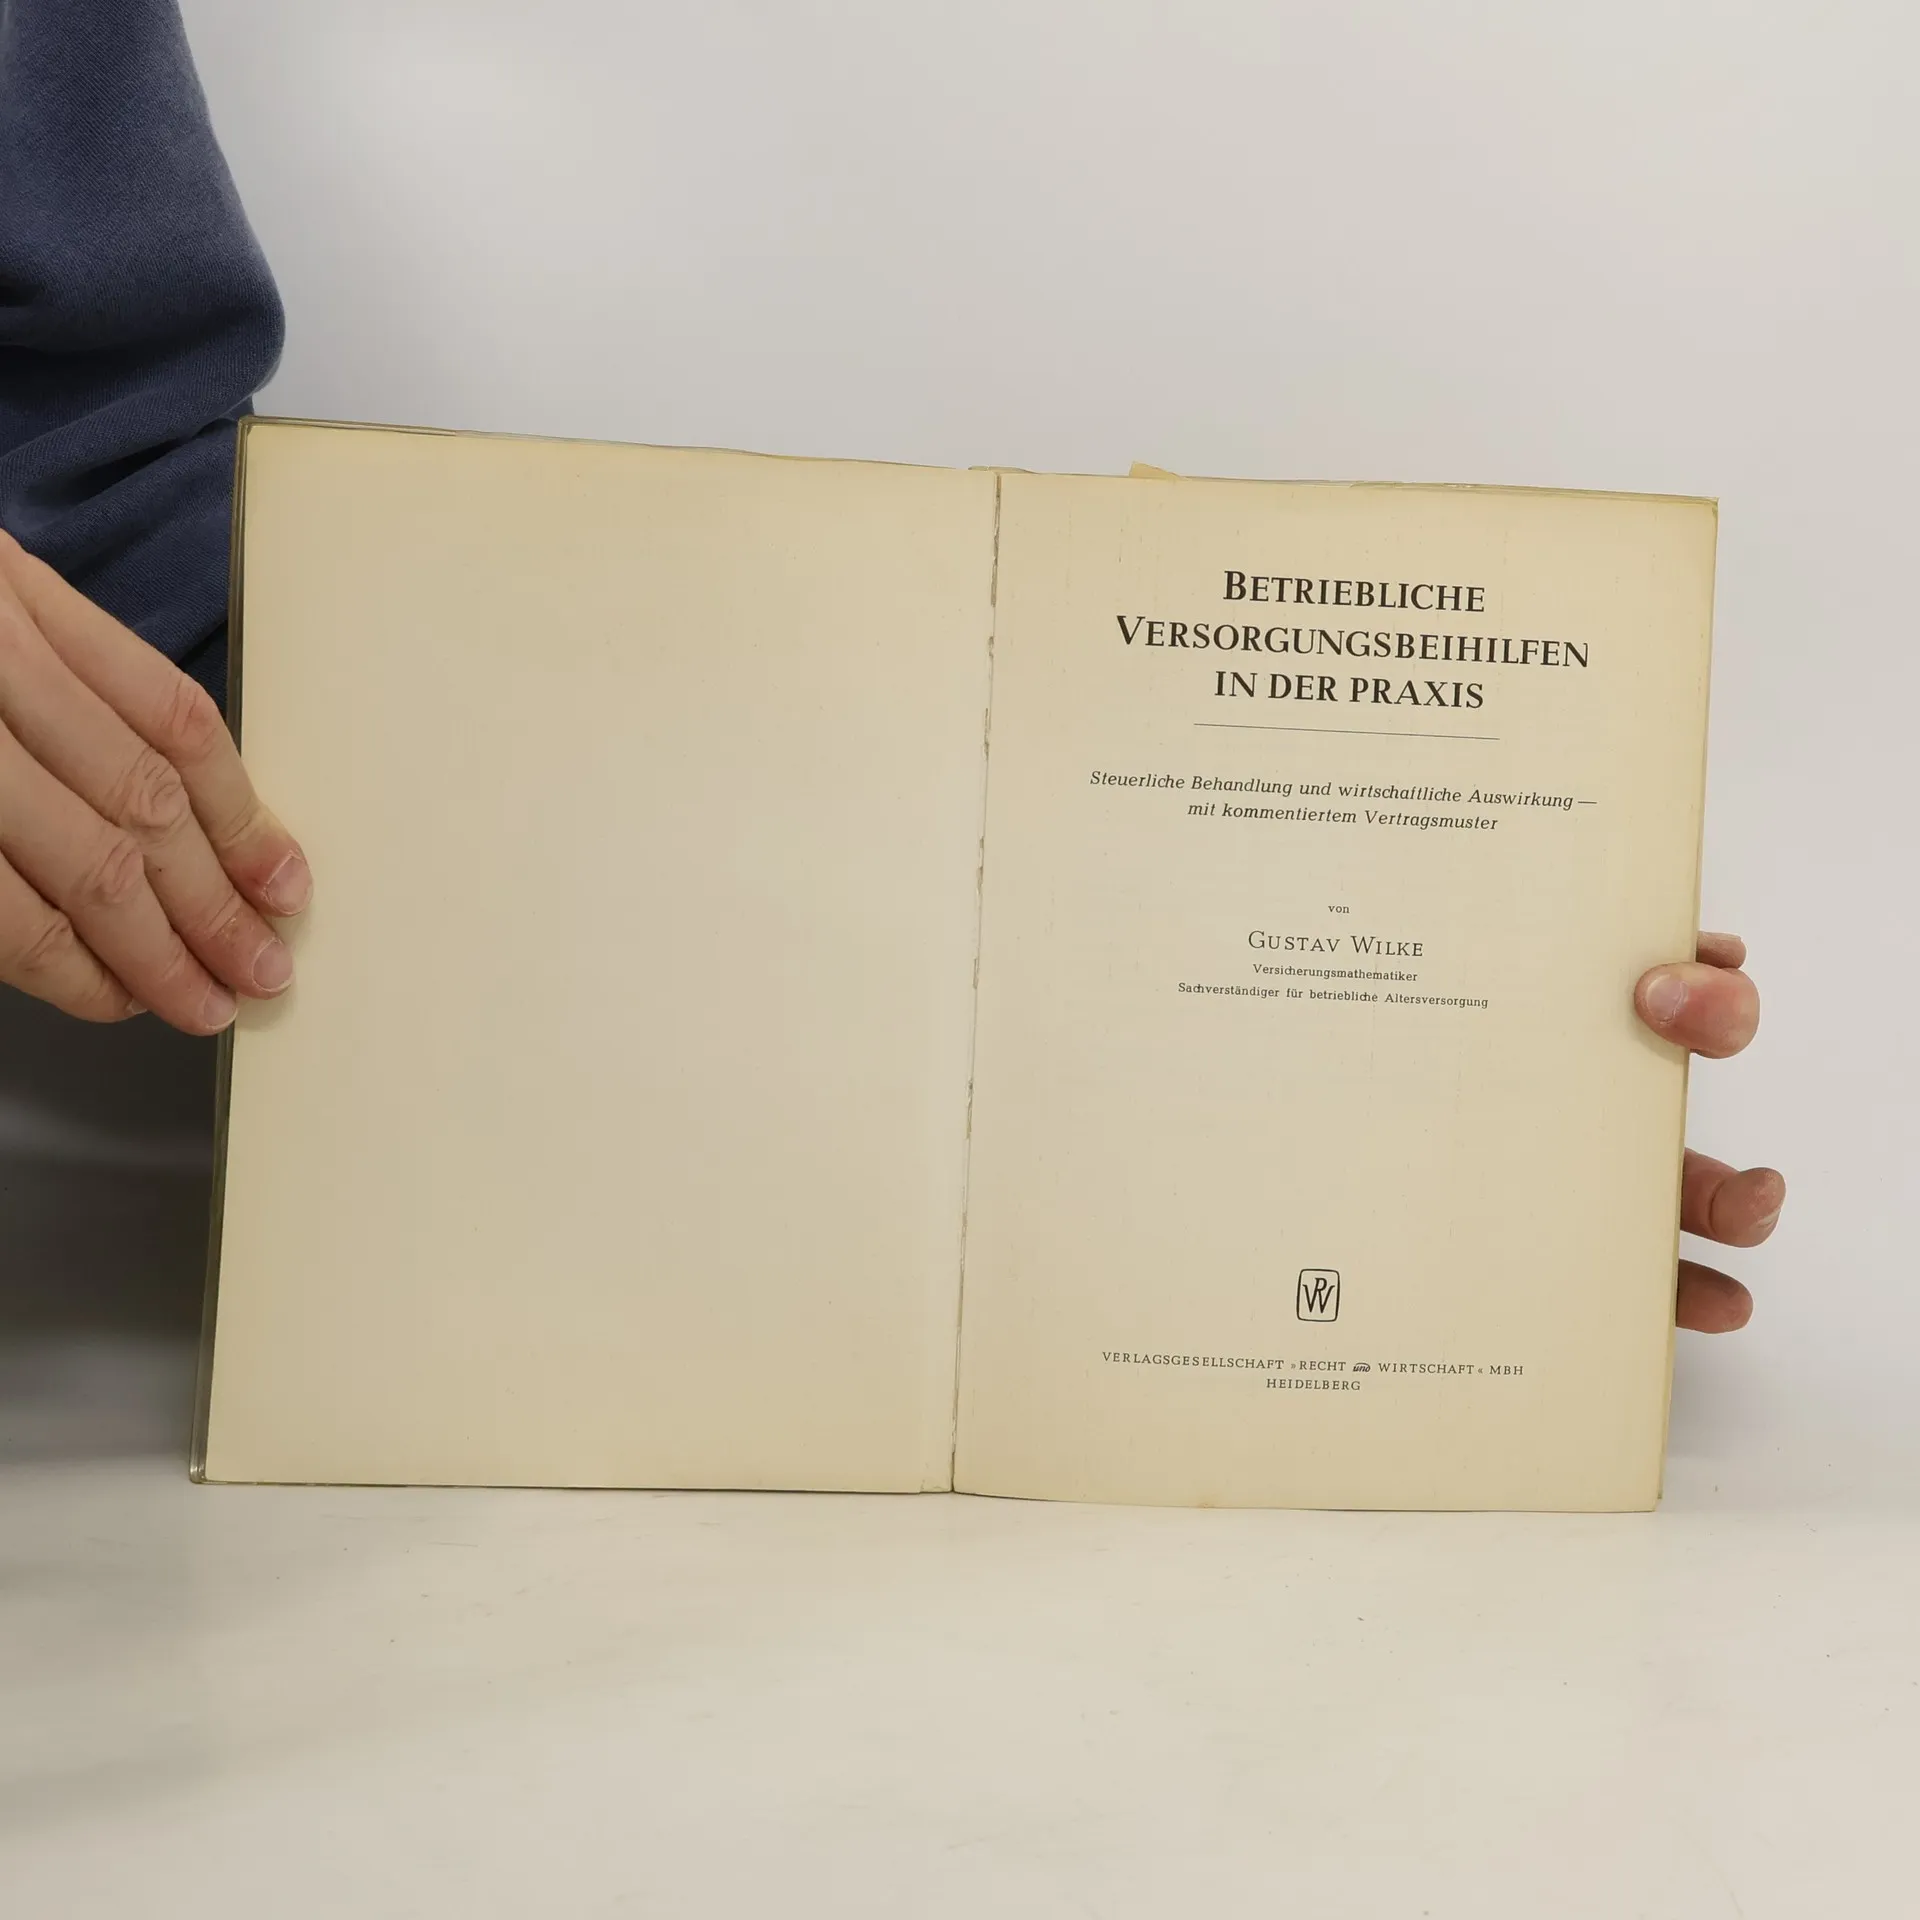 BETRIEBLICHE
VERSORGUNGSBEIHILFEN
IN DER PRAXIS
Steuerliche Behandlung und wirtschaftliche Auswirkung —
mit kommentiertem Vertragsmuster
von
GUSTAV WILKE
Versicherungsmathematiker
Sachverständiger für betriebliche Altersversorgung
RW
VERLAGSGESELLSCHAFT »RECHT und WIRTSCHAFT« MBH
HEIDELBERG